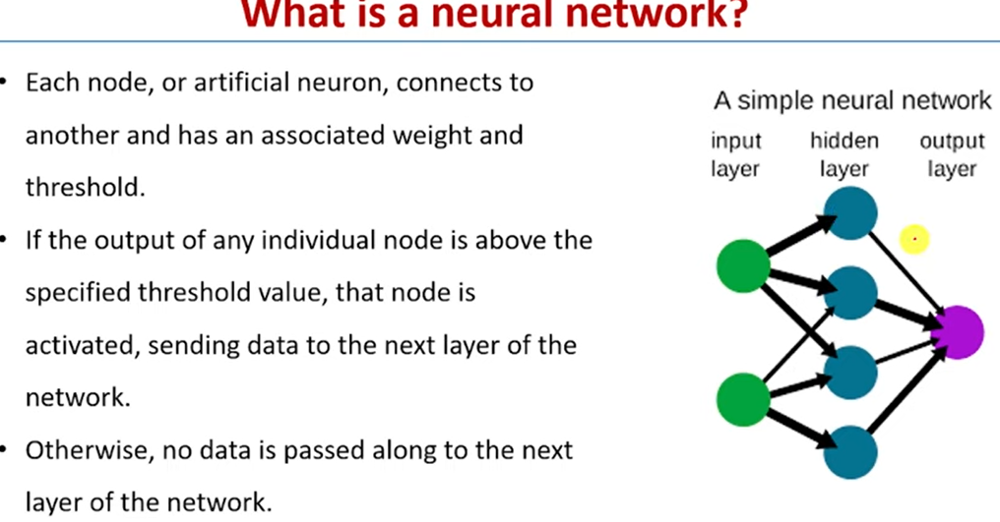 What is a neural network?
• Each node, or artificial neuron, connects to
another and has an associated weight and
threshold.
• If the output of any individual node is above the
specified threshold value, that node is
activated, sending data to the next layer of the
network.
• Otherwise, no data is passed along to the next
layer of the network.
A simple neural network
input hidden output
layer layer layer